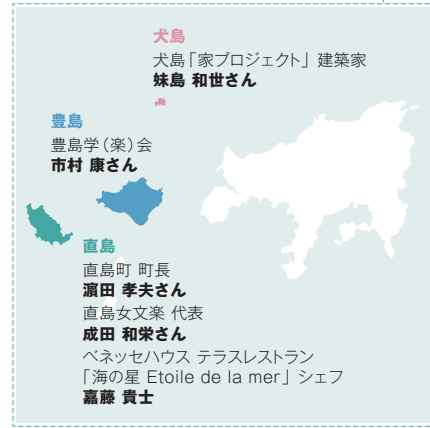 犬島
犬島「家プロジェクト」 建築家
妹島 和世さん
豊島
豊島学(楽)会
市村 康さん
直島
直島町 町長
濵田 孝夫さん
直島女文楽 代表
成田 和栄さん
ベネッセハウス テラスレストラン
「海の星 Etoile de la mer」 シェフ
嘉藤 貴士